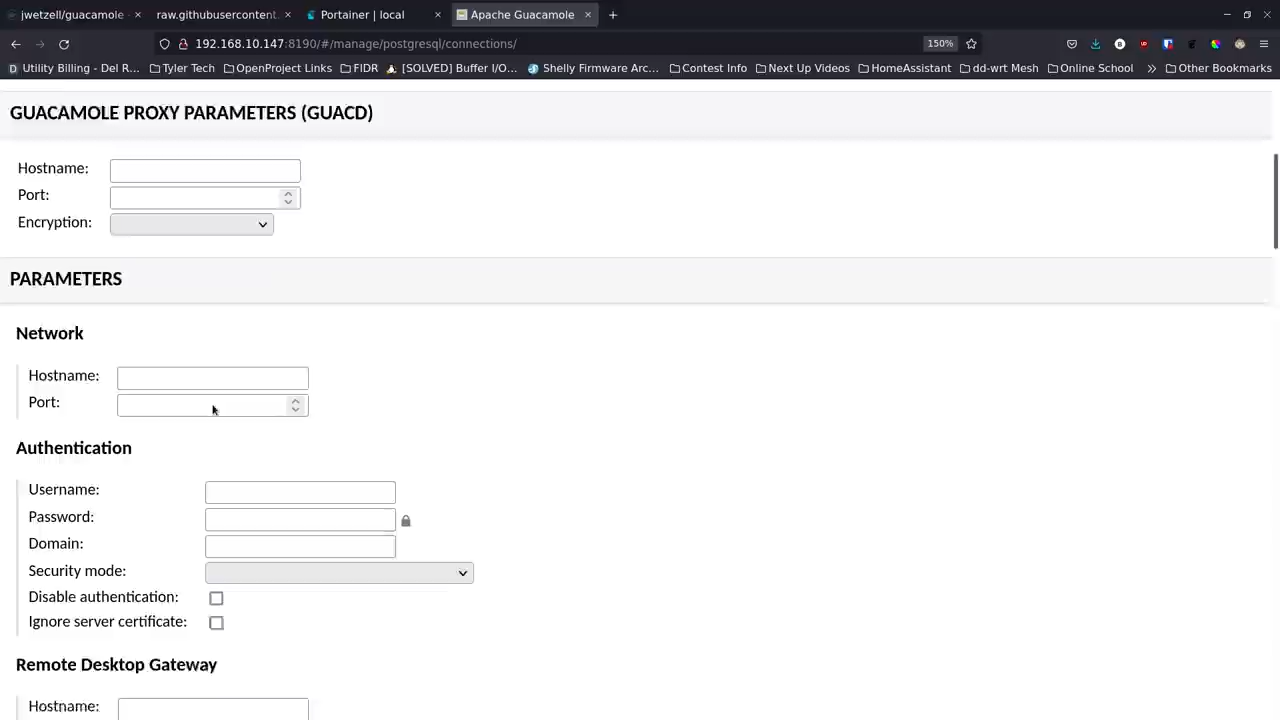 jwetzell/guacamole
raw.githubusercontent.
Portainer | local
Apache Guacamole
192.168.10.147:8190/#/manage/postgresql/connections/
150%
Utility Billing - Del R...
Tyler Tech
OpenProject Links
FIDR
[SOLVED] Buffer I/O...
Shelly Firmware Arc...
Contest Info
Next Up Videos
HomeAssistant
dd-wrt Mesh
Online School
Other Bookmarks
GUACAMOLE PROXY PARAMETERS (GUACD)
Hostname:
Port:
Encryption:
PARAMETERS
Network
Hostname:
Port:
Authentication
Username:
Password:
Domain:
Security mode:
Disable authentication:
Ignore server certificate:
Remote Desktop Gateway
Hostname: